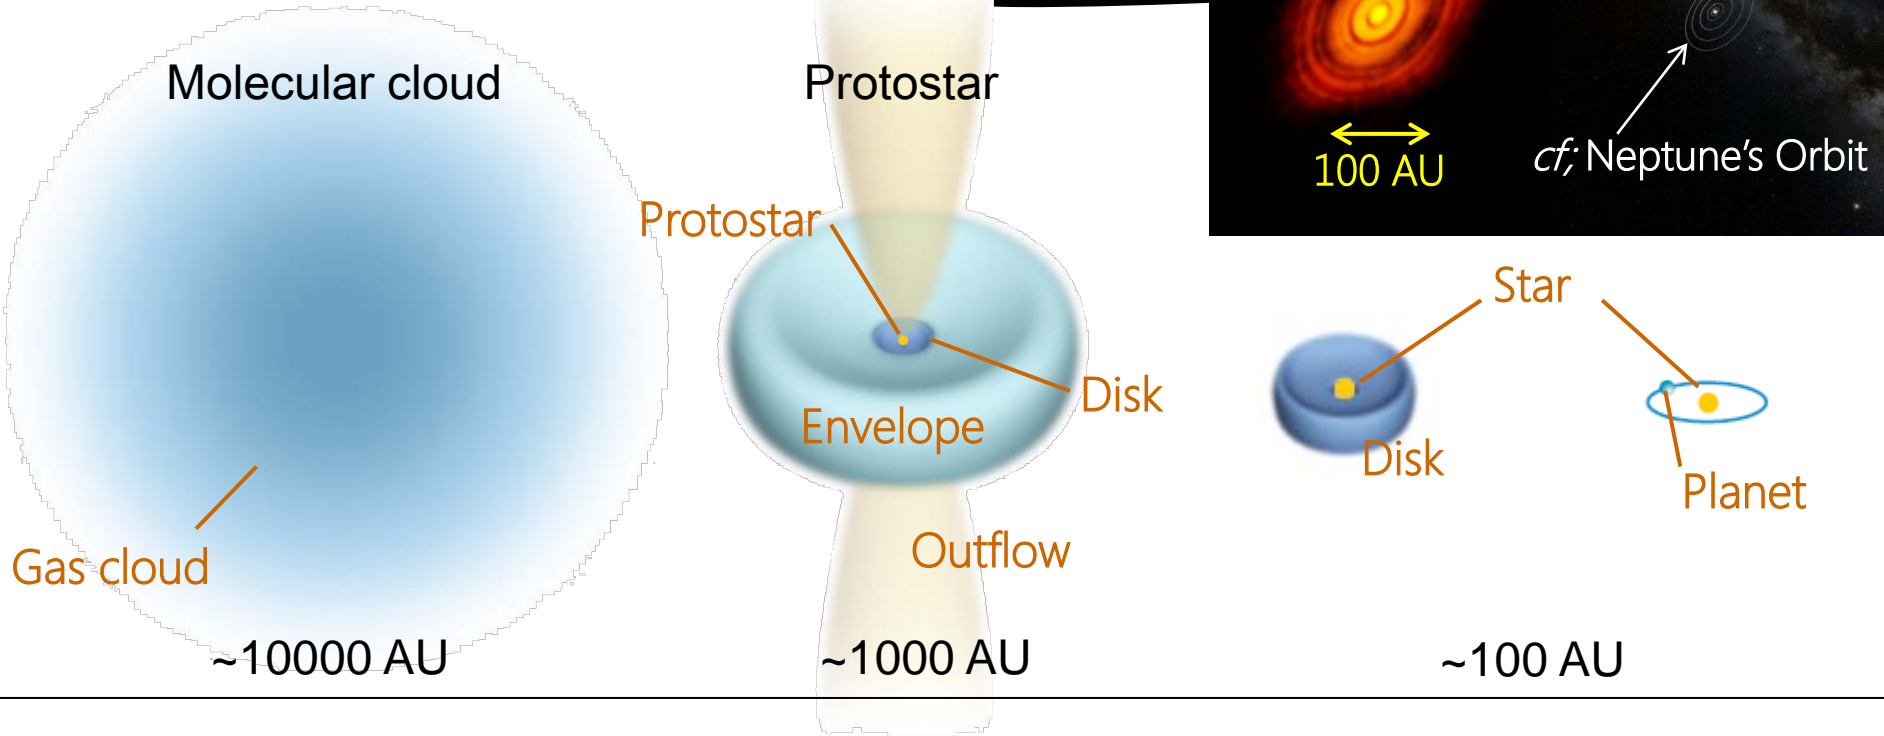 Molecular cloud
Protostar
100 AU
cf; Neptune's Orbit
Protostar
Star
Disk
Envelope
Disk
Planet
Gas cloud
Outflow
~10000 AU
~1000 AU
~100 AU